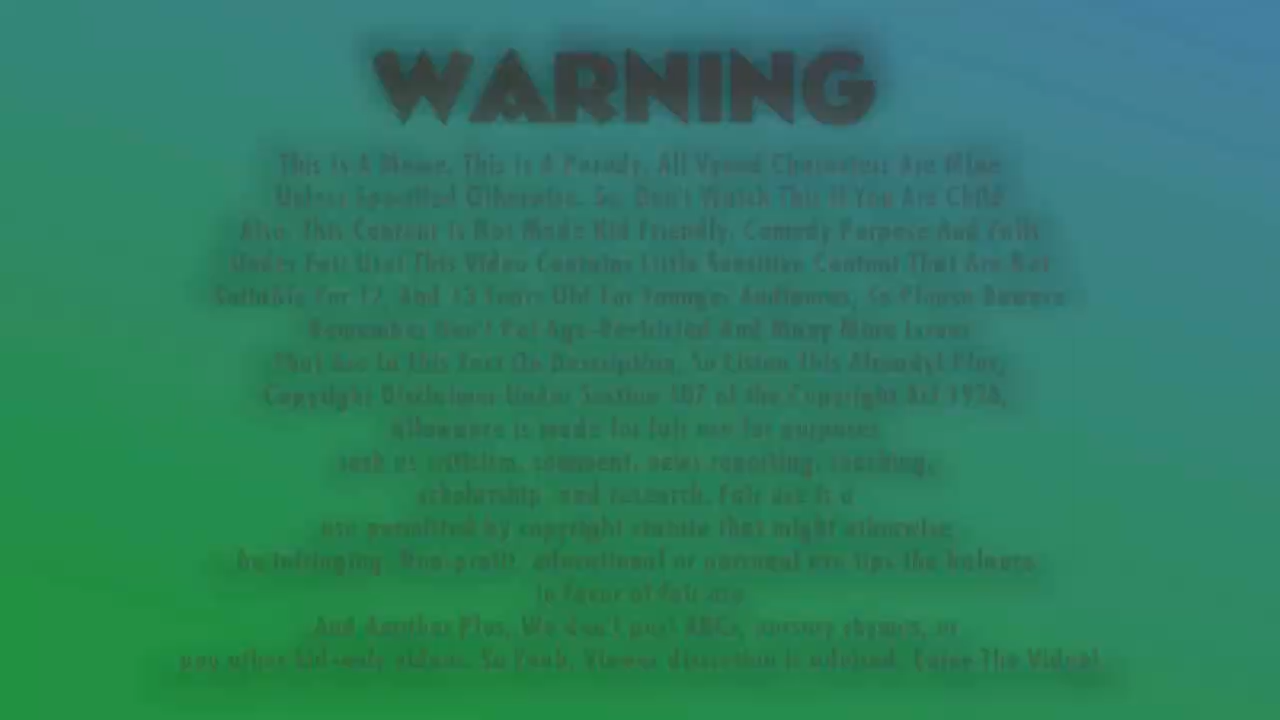 WARNING
This Is A Meme, This Is A Parody, All Vyond Characters Are Mine
Unless Specified Otherwise. So, Don't Watch This If You Are Child
Also, This Content Is Not Made Kid Friendly, Comedy Purpose And Falls
Under Fair Use! This Video Contains Little Sensitive Content That Are Not
Suitable For 12, And 13 Years Old For Younger Audiences, So Please Beware
Remember Don't Put Age-Restricted And Many More Issues
That Are In This Text On Description, So Listen This Already! Plus,
Copyright Disclaimer Under Section 107 of the Copyright Act 1976,
allowance is made for fair use for purposes
such as criticism, comment, news reporting, teaching,
scholarship, and research. Fair use is a
use permitted by copyright statute that might otherwise
be infringing. Non-profit, educational or personal use tips the balance
in favor of fair use
And Another Plus, We don't post ABCs, nursery rhymes, or
any other kid-only videos. So Yeah, Viewer discretion is advised. Enjoy The Video!